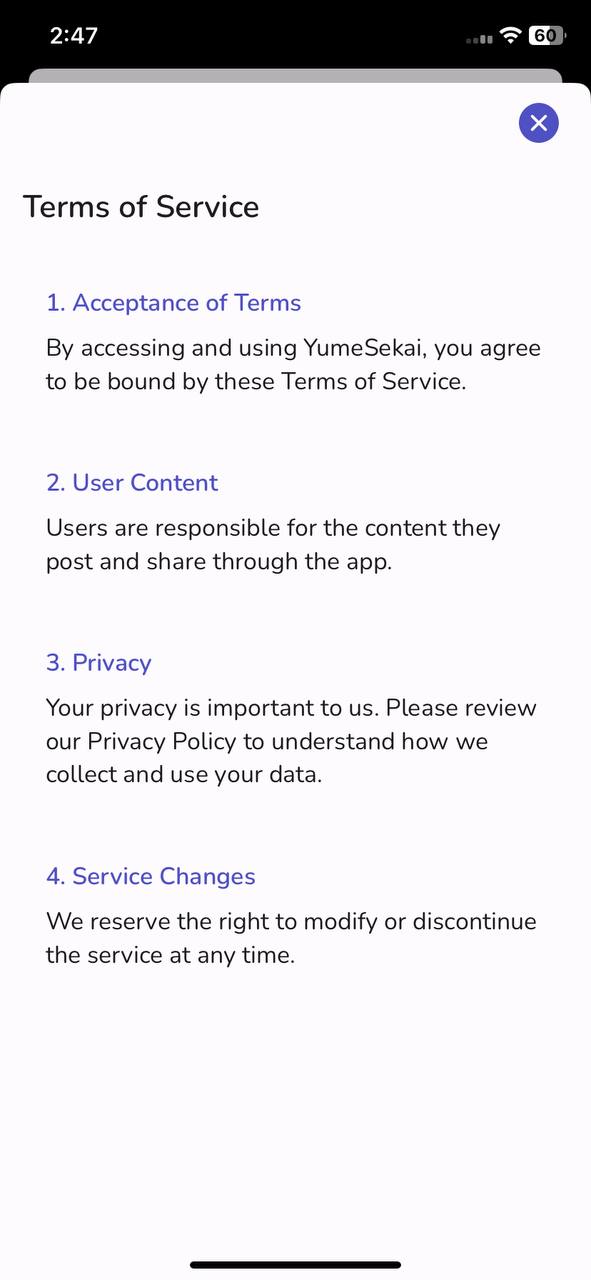 2:47
60
Terms of Service
1. Acceptance of Terms
By accessing and using YumeSekai, you agree
to be bound by these Terms of Service.
2. User Content
Users are responsible for the content they
post and share through the app.
3. Privacy
Your privacy is important to us. Please review
our Privacy Policy to understand how we
collect and use your data.
4. Service Changes
We reserve the right to modify or discontinue
the service at any time.